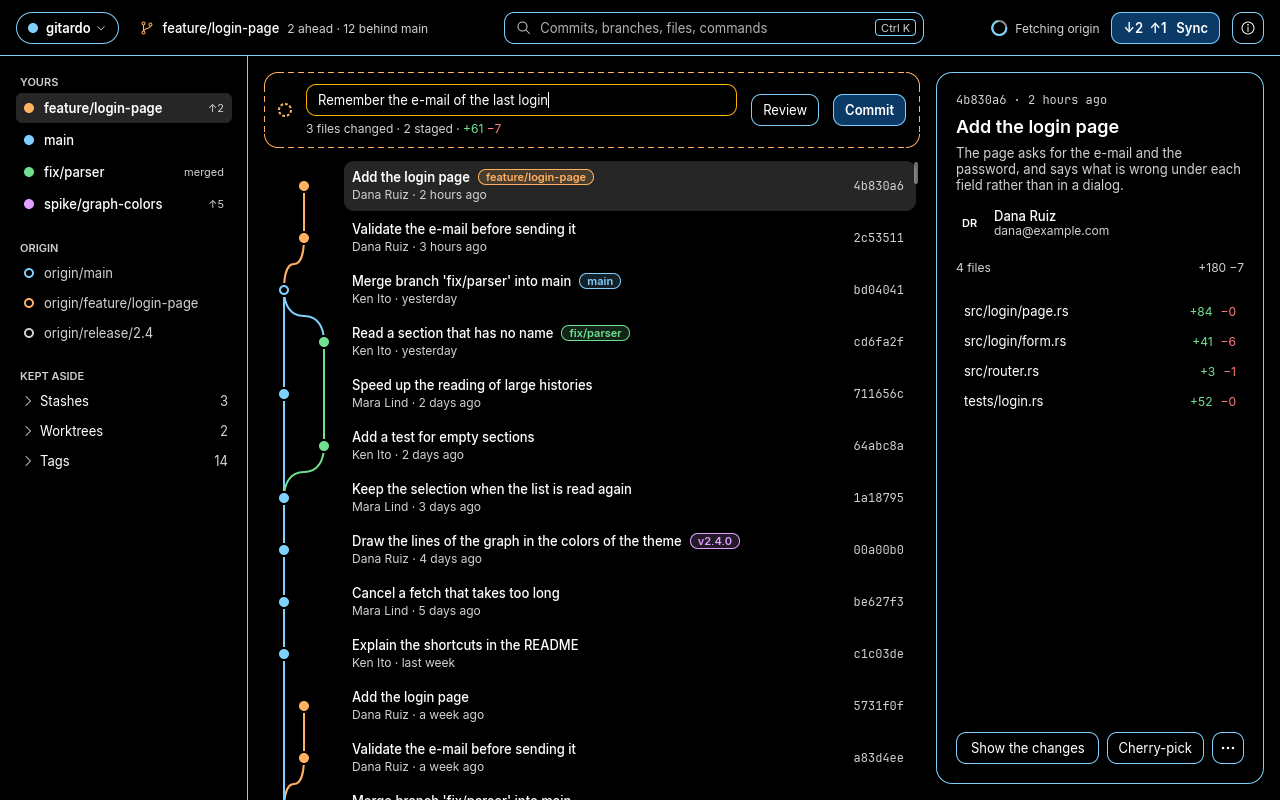 gitardo
feature/login-page 2 ahead · 12 behind main
Commits, branches, files, commands
Ctrl K
Fetching origin
↓2 ↑1 Sync
YOURS
feature/login-page ↑2
main
fix/parser merged
spike/graph-colors ↑5
ORIGIN
origin/main
origin/feature/login-page
origin/release/2.4
KEPT ASIDE
Stashes 3
Worktrees 2
Tags 14
Remember the e-mail of the last login
3 files changed · 2 staged · +61 −7
Review
Commit
Add the login page feature/login-page
Dana Ruiz · 2 hours ago
4b830a6
Validate the e-mail before sending it
Dana Ruiz · 3 hours ago
2c53511
Merge branch 'fix/parser' into main main
Ken Ito · yesterday
bd04041
Read a section that has no name fix/parser
Ken Ito · yesterday
cd6fa2f
Speed up the reading of large histories
Mara Lind · 2 days ago
711656c
Add a test for empty sections
Ken Ito · 2 days ago
64abc8a
Keep the selection when the list is read again
Mara Lind · 3 days ago
1a18795
Draw the lines of the graph in the colors of the theme v2.4.0
Dana Ruiz · 4 days ago
00a00b0
Cancel a fetch that takes too long
Mara Lind · 5 days ago
be627f3
Explain the shortcuts in the README
Ken Ito · last week
c1c03de
Add the login page
Dana Ruiz · a week ago
5731f0f
Validate the e-mail before sending it
Dana Ruiz · a week ago
a83d4ee
Merge branch 'fix/parser' into main
4b830a6 · 2 hours ago
Add the login page
The page asks for the e-mail and the
password, and says what is wrong under each
field rather than in a dialog.
DR
Dana Ruiz
dana@example.com
4 files +180 −7
src/login/page.rs +84 −0
src/login/form.rs +41 −6
src/router.rs +3 −1
tests/login.rs +52 −0
Show the changes
Cherry-pick